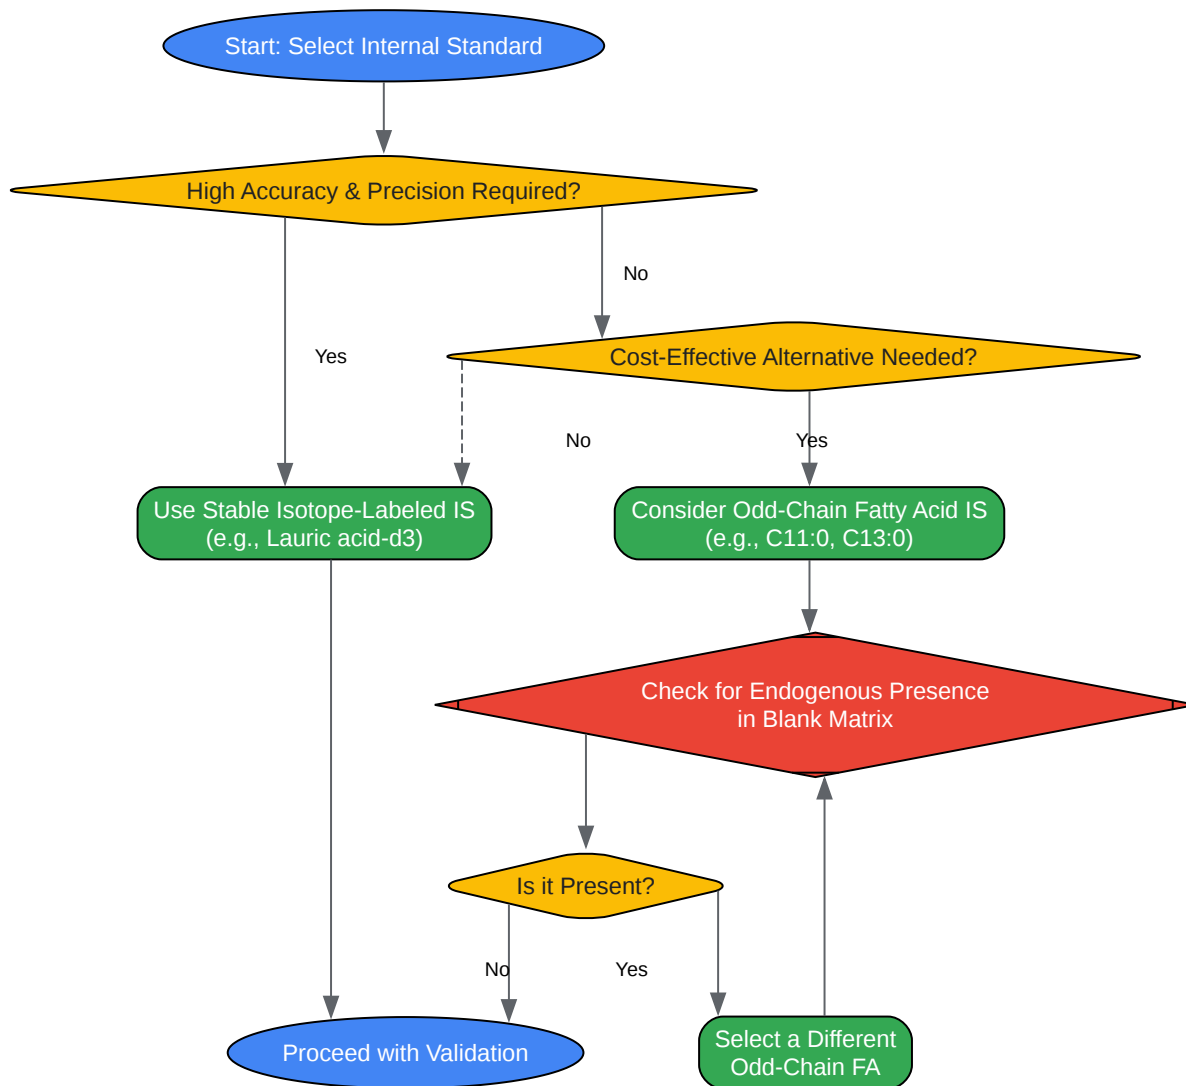 Start: Select Internal Standard
High Accuracy & Precision Required?
No
Yes
Cost-Effective Alternative Needed?
No
Yes
Use Stable Isotope-Labeled IS
(e.g., Lauric acid-d3)
Consider Odd-Chain Fatty Acid IS
(e.g., C11:0, C13:0)
Check for Endogenous Presence
in Blank Matrix
Is it Present?
No
Yes
Proceed with Validation
Select a Different
Odd-Chain FA